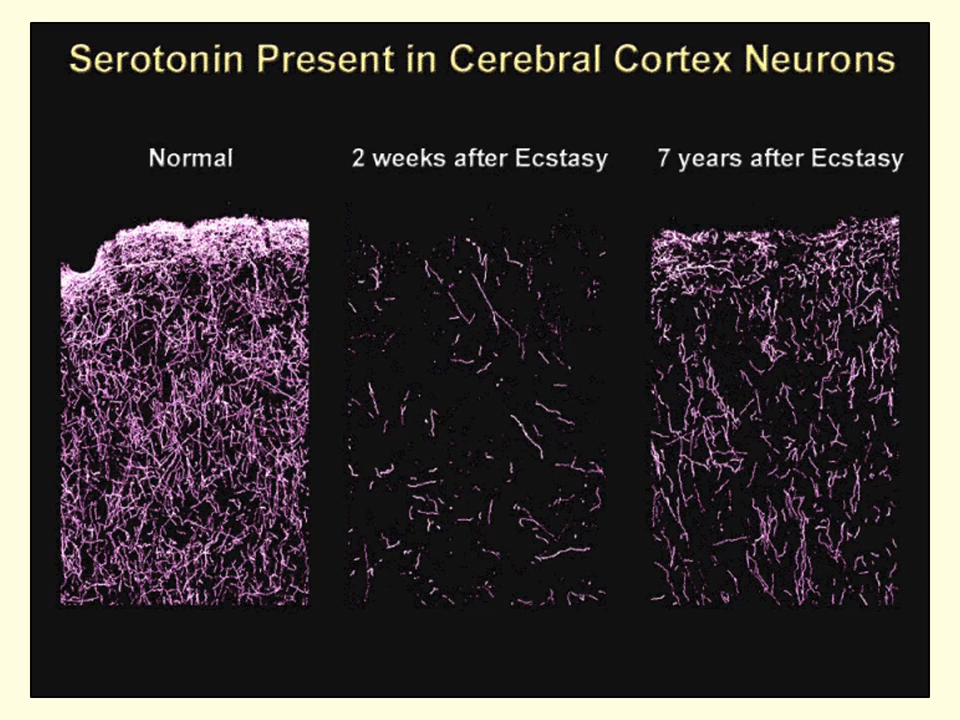 Serotonin Present in Cerebral Cortex Neurons
Normal
2 weeks after Ecstasy
7 years after Ecstasy